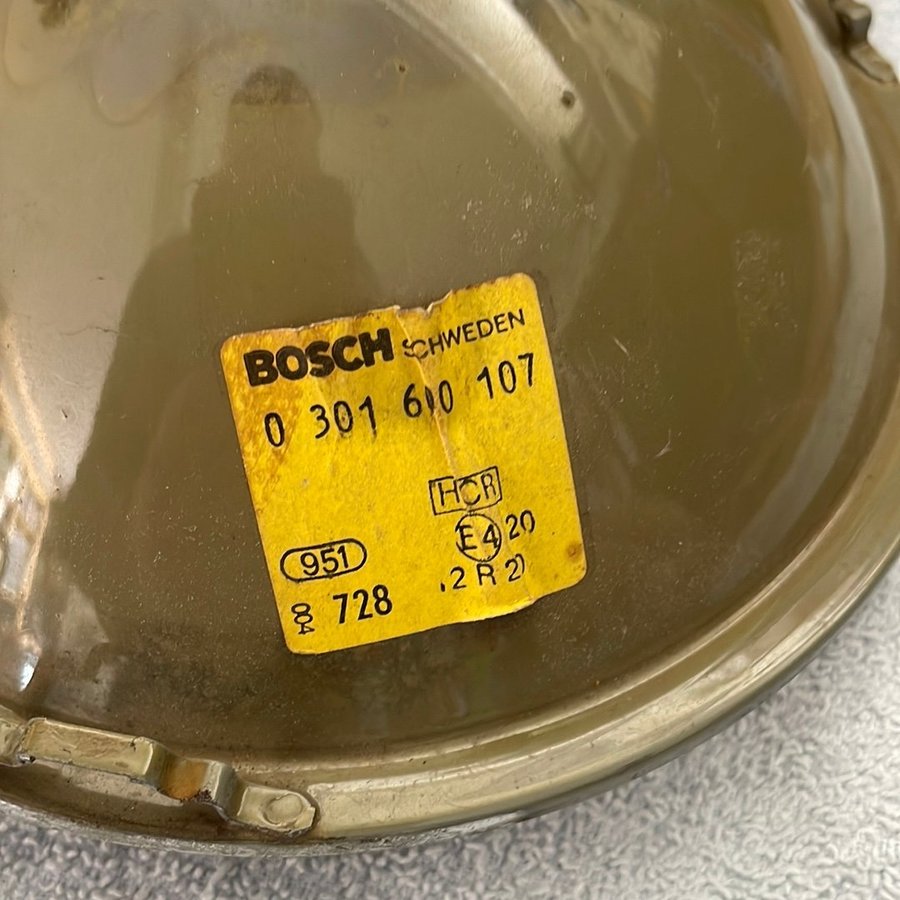 BOSCH SCHWEDEN
0 301 600 107
HCR
E4 20
951
.2 R 2)
728